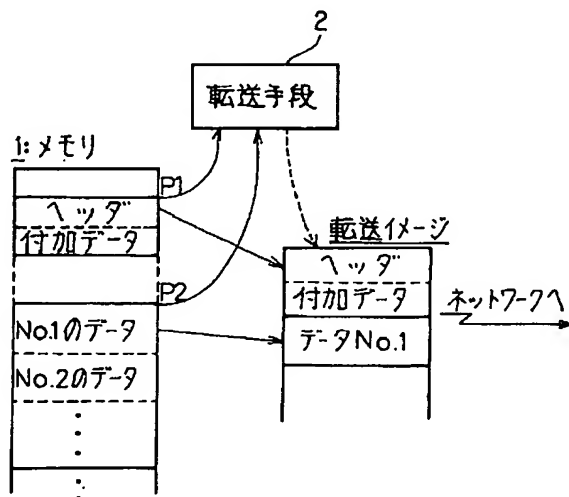 2
転送手段
1:メモリ
P1
ヘッダ
付加データ
P2
No.1のデータ
No.2のデータ
転送イメージ
ヘッダ
付加データ
データNo.1
ネットワークへ